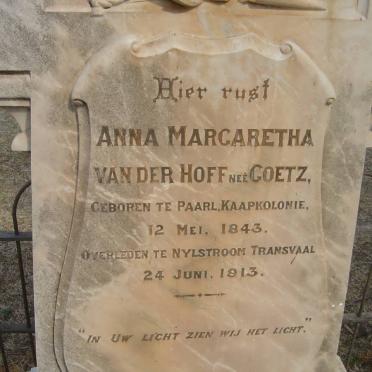 Hier rust
ANNA MARGARETHA
VAN DER HOFF NEÉ GOETZ,
GEBOREN TE PAARL, KAAPKOLONIE,
12 MEI, 1843.
OVERLEDEN TE NYLSTROOM TRANSVAAL
24 JUNI, 1913.
"IN UW LICHT ZIEN WIJ HET LICHT."